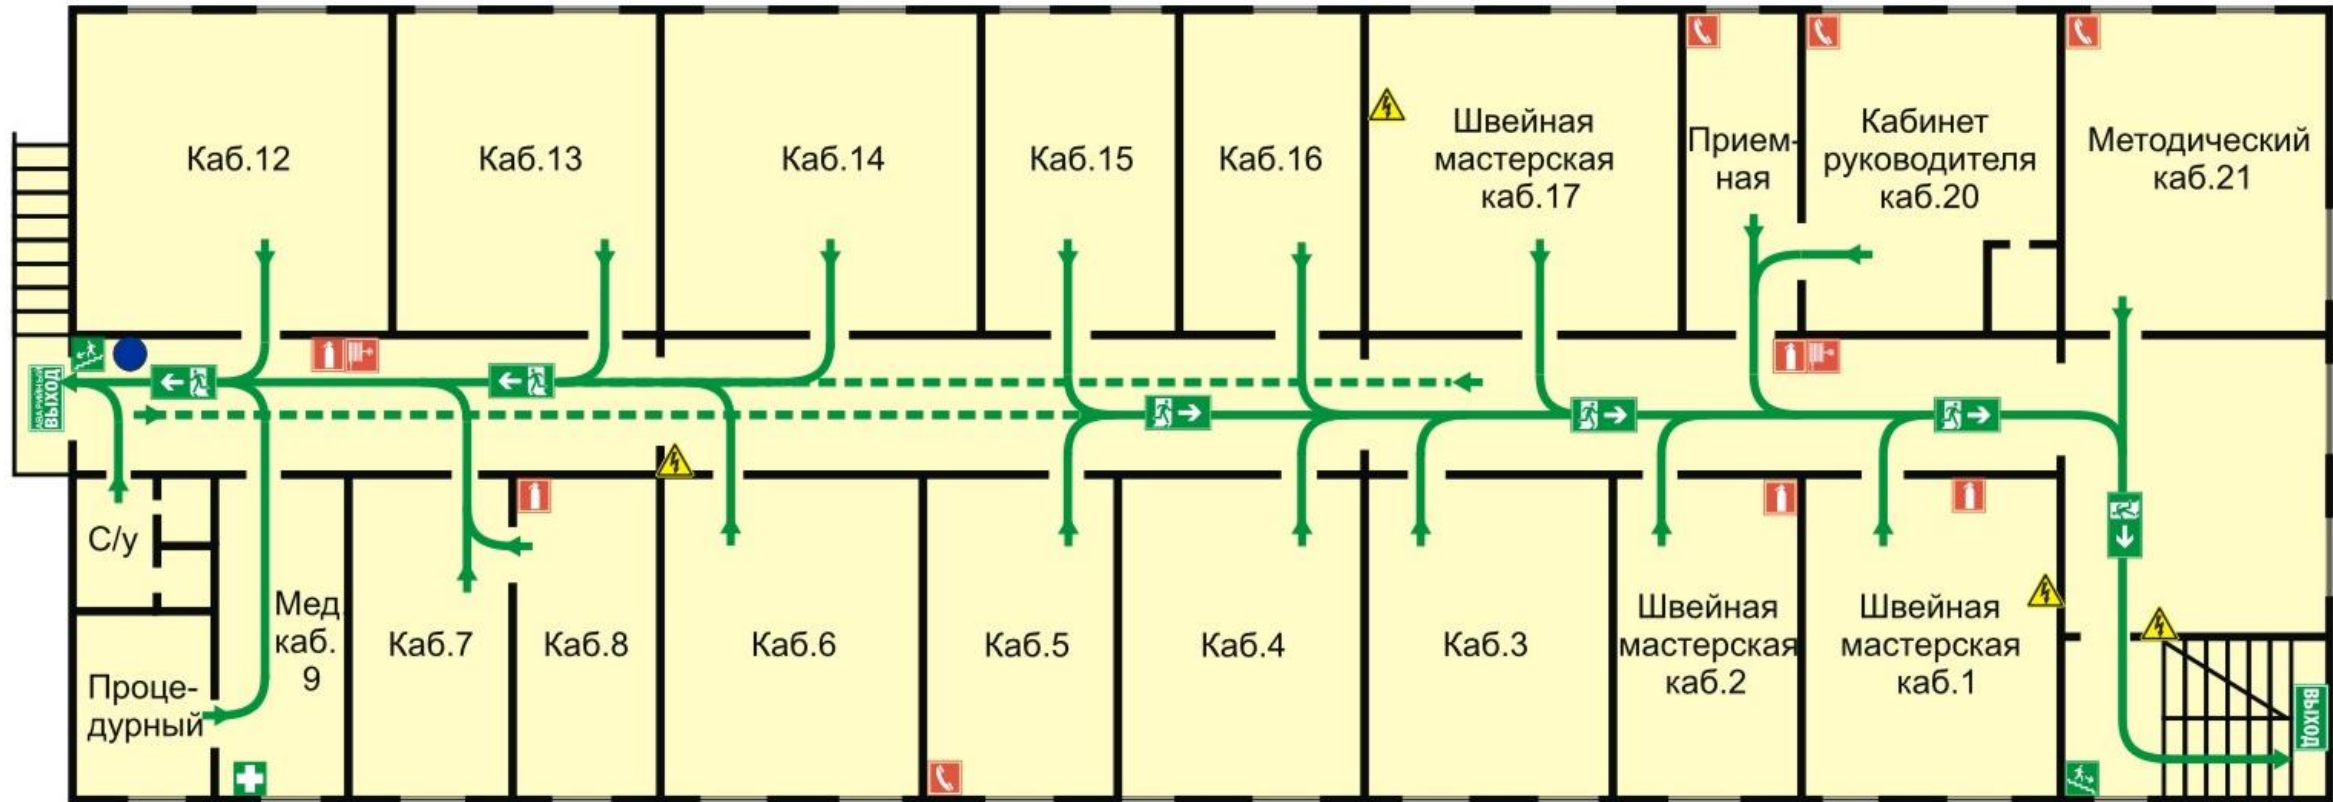 Каб.12
Каб.13
Каб.14
Каб.15
Каб.16
Швейная
мастерская
каб.17
Прием-
ная
Кабинет
руководителя
каб.20
Методический
каб.21
АВАРИЙНЫЙ
ВЫХОД
С/у
Проце-
дурный
Мед.
каб.
9
Каб.7
Каб.8
Каб.6
Каб.5
Каб.4
Каб.3
Швейная
мастерская
каб.2
Швейная
мастерская
каб.1
ВЫХОД